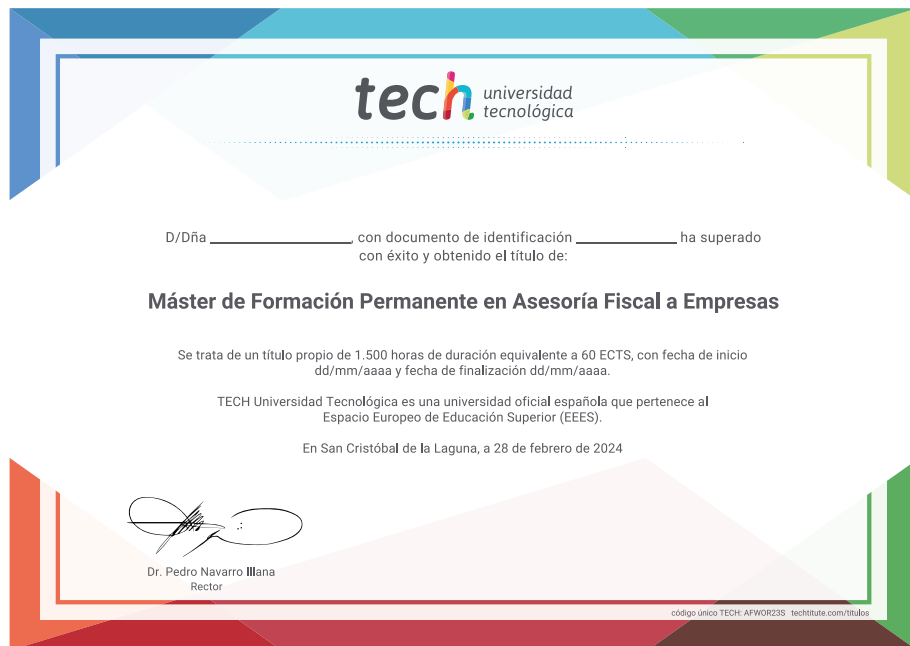 tech universidad
tecnológica
D/Dña ____________________, con documento de identificación ______________ ha superado
con éxito y obtenido el título de:
Máster de Formación Permanente en Asesoría Fiscal a Empresas
Se trata de un título propio de 1.500 horas de duración equivalente a 60 ECTS, con fecha de inicio
dd/mm/aaaa y fecha de finalización dd/mm/aaaa.
TECH Universidad Tecnológica es una universidad oficial española que pertenece al
Espacio Europeo de Educación Superior (EEES).
En San Cristóbal de la Laguna, a 28 de febrero de 2024
Dr. Pedro Navarro Illana
Rector
código único TECH: AFWOR23S techtitute.com/titulos